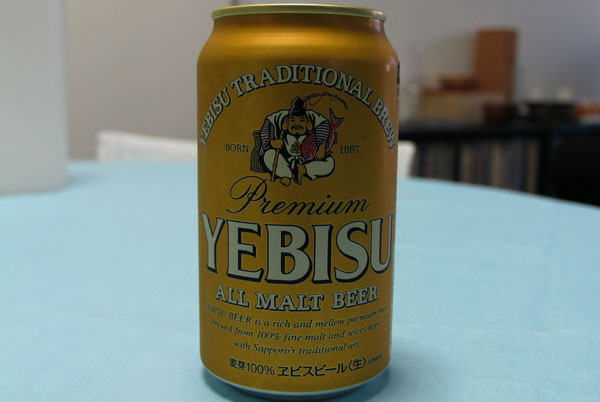 YEBISU TRADITIONAL BREW
BORN 1887
Premium
YEBISU
ALL MALT BEER
YEBISU BEER is a rich and mellow premium beer
brewed from 100% fine malt and select hops
with Sapporo's traditional art.
麦芽100% ヱビスビール〈生〉